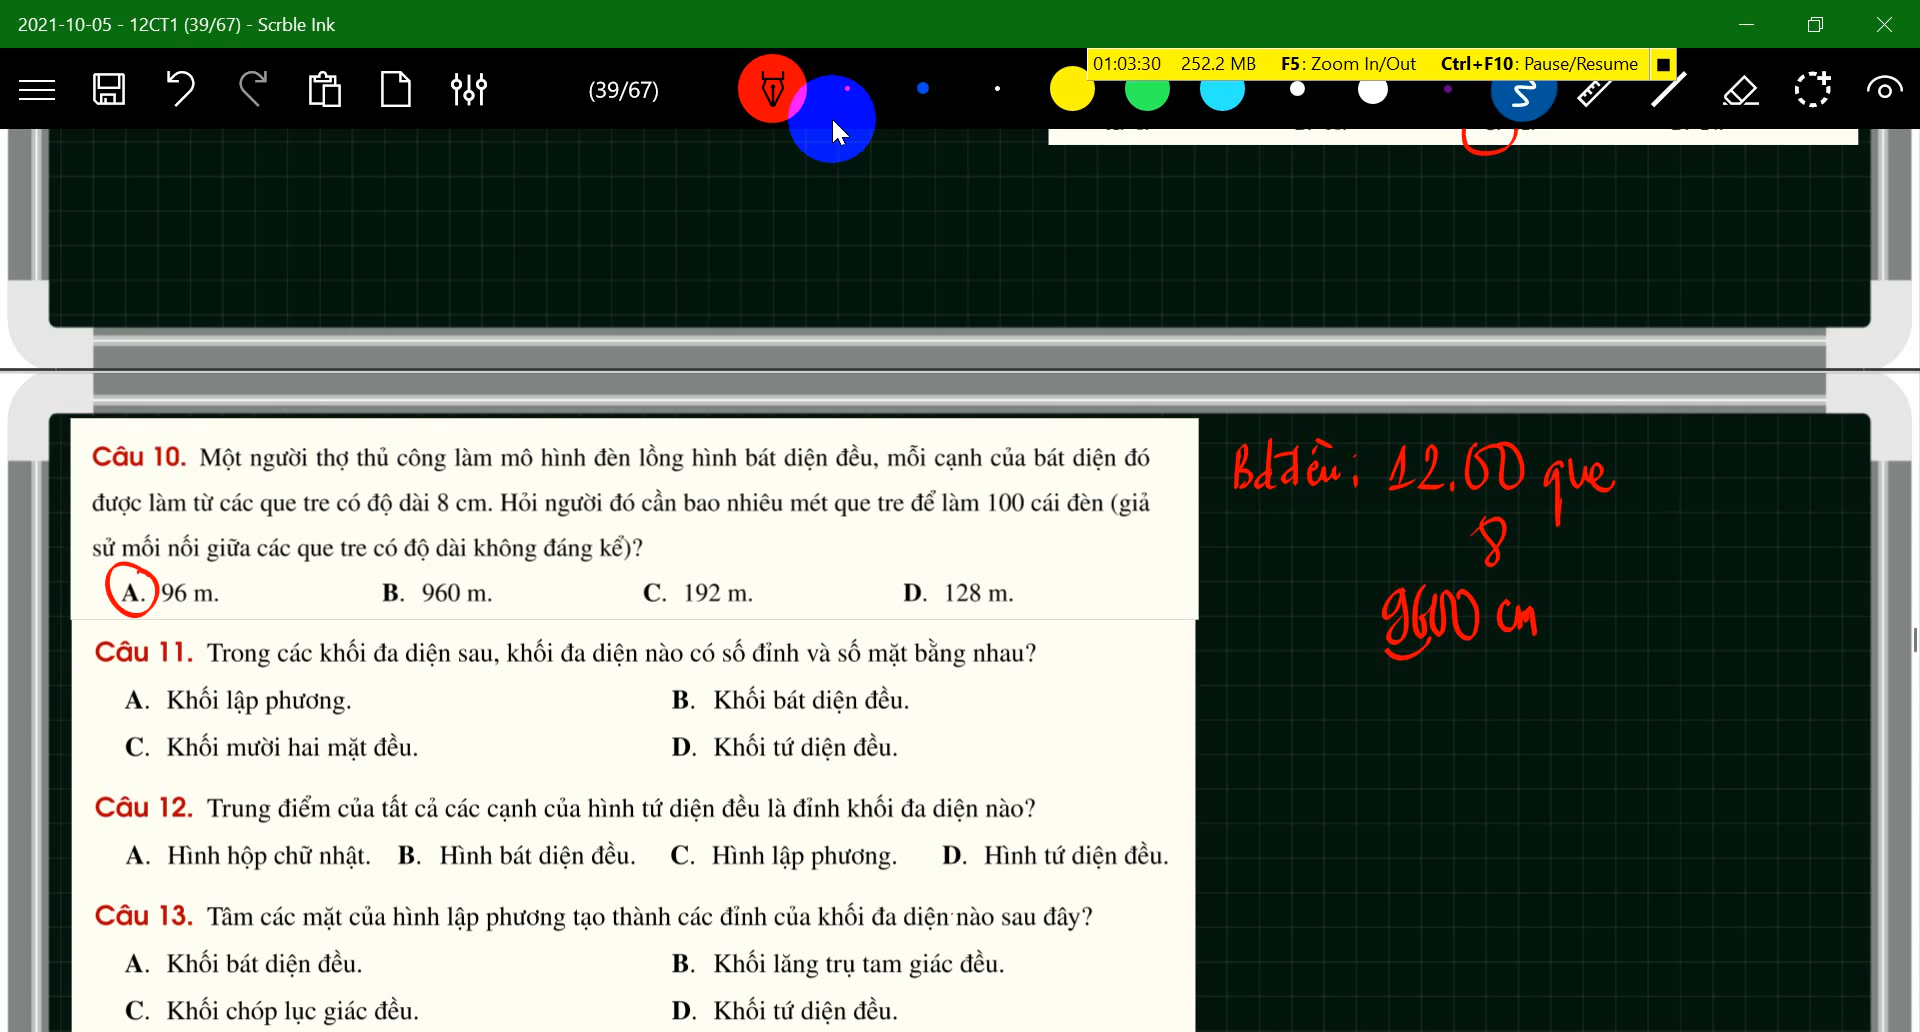 2021-10-05 - 12CT1 (39/67) - Scrble Ink
01:03:30 252.2 MB F5: Zoom In/Out Ctrl+F10: Pause/Resume
(39/67)
Câu 10. Một người thợ thủ công làm mô hình đèn lồng hình bát diện đều, mỗi cạnh của bát diện đó
được làm từ các que tre có độ dài 8 cm. Hỏi người đó cần bao nhiêu mét que tre để làm 100 cái đèn (giả
sử mối nối giữa các que tre có độ dài không đáng kể)?
A. 96 m. B. 960 m. C. 192 m. D. 128 m.
Bdđều: 12.00 que
8
9600 cm
Câu 11. Trong các khối đa diện sau, khối đa diện nào có số đỉnh và số mặt bằng nhau?
A. Khối lập phương. B. Khối bát diện đều.
C. Khối mười hai mặt đều. D. Khối tứ diện đều.
Câu 12. Trung điểm của tất cả các cạnh của hình tứ diện đều là đỉnh khối đa diện nào?
A. Hình hộp chữ nhật. B. Hình bát diện đều. C. Hình lập phương. D. Hình tứ diện đều.
Câu 13. Tâm các mặt của hình lập phương tạo thành các đỉnh của khối đa diện nào sau đây?
A. Khối bát diện đều. B. Khối lăng trụ tam giác đều.
C. Khối chóp lục giác đều. D. Khối tứ diện đều.